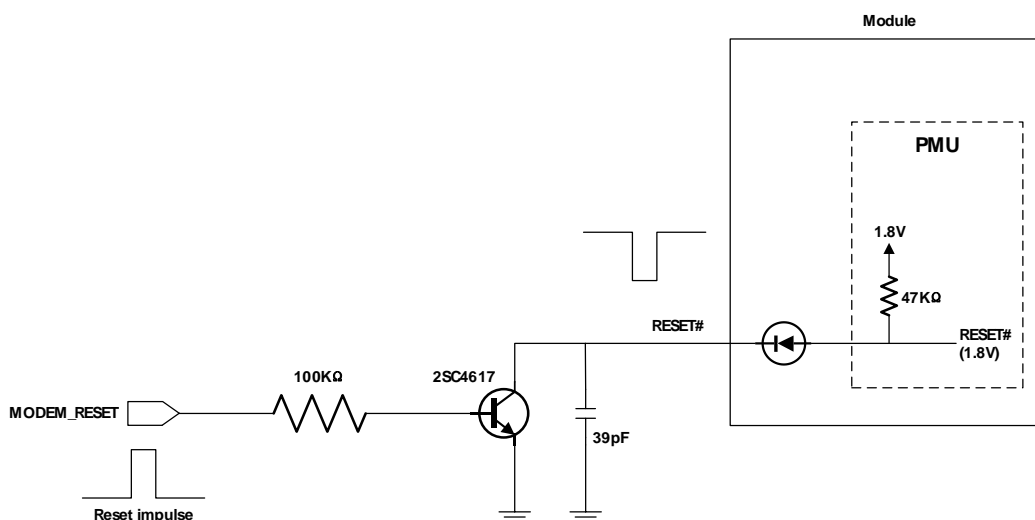 Module
PMU
1.8V
47KΩ
RESET#
RESET#
(1.8V)
100KΩ
2SC4617
MODEM_RESET
39pF
Reset impulse